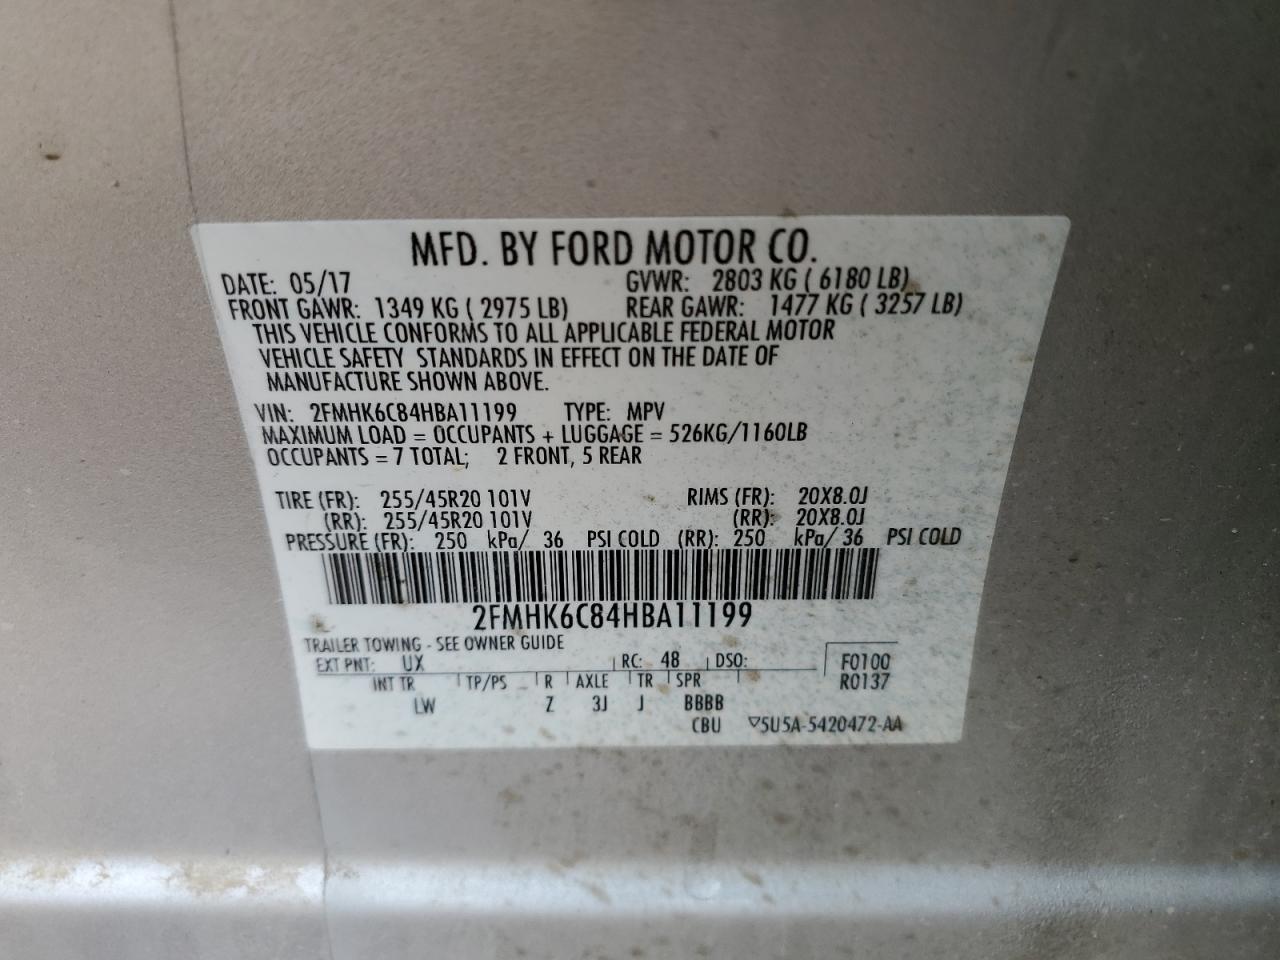 MFD. BY FORD MOTOR CO.
DATE: 05/17 GVWR: 2803 KG ( 6180 LB)
FRONT GAWR: 1349 KG ( 2975 LB) REAR GAWR: 1477 KG ( 3257 LB)
THIS VEHICLE CONFORMS TO ALL APPLICABLE FEDERAL MOTOR
VEHICLE SAFETY STANDARDS IN EFFECT ON THE DATE OF
MANUFACTURE SHOWN ABOVE.
VIN: 2FMHK6C84HBA11199 TYPE: MPV
MAXIMUM LOAD = OCCUPANTS + LUGGAGE = 526KG/1160LB
OCCUPANTS = 7 TOTAL; 2 FRONT, 5 REAR
TIRE (FR): 255/45R20 101V RIMS (FR): 20X8.0J
(RR): 255/45R20 101V (RR): 20X8.0J
PRESSURE (FR): 250 kPa/ 36 PSI COLD (RR): 250 kPa/ 36 PSI COLD
2FMHK6C84HBA11199
TRAILER TOWING - SEE OWNER GUIDE
EXT PNT: UX RC: 48 DSO: F0100
INT TR TP/PS R AXLE TR SPR R0137
LW Z 3J J BBBB
CBU ▽5U5A-5420472-AA